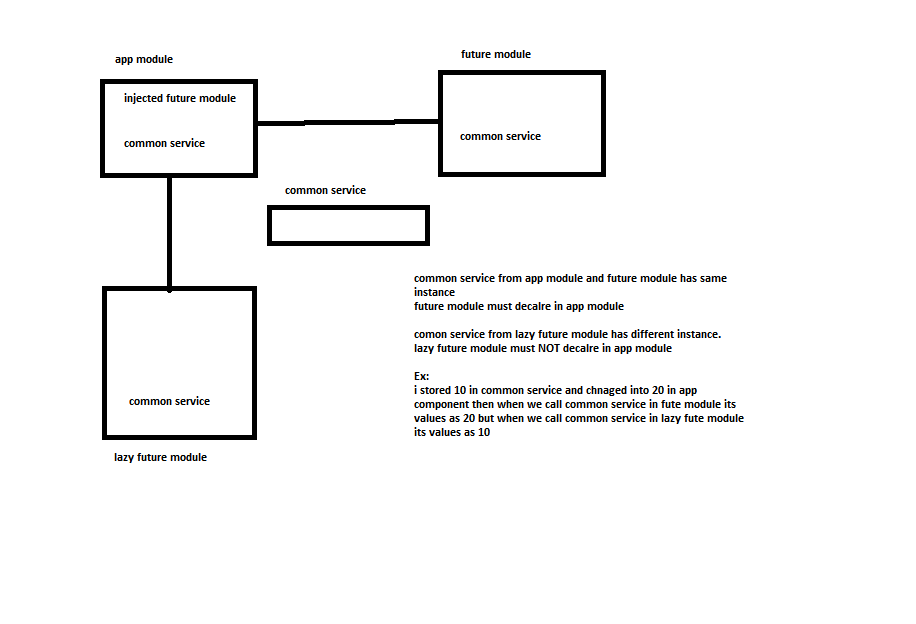 app module
future module
injected future module
common service
common service
common service
common service from app module and future module has same
instance
future module must decalre in app module
comon service from lazy future module has different instance.
lazy future module must NOT decalre in app module
Ex:
i stored 10 in common service and chnaged into 20 in app
component then when we call common service in fute module its
values as 20 but when we call common service in lazy fute module
its values as 10
common service
lazy future module